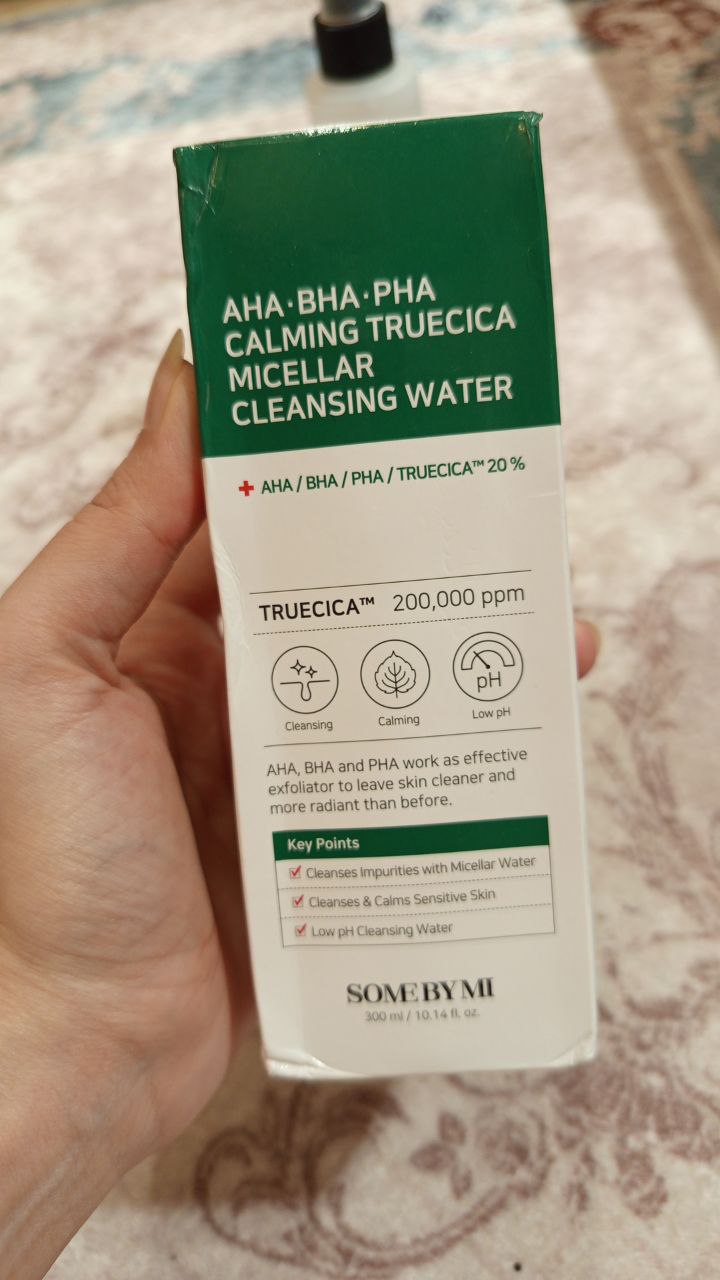 AHA·BHA·PHA
CALMING TRUECICA
MICELLAR
CLEANSING WATER
+ AHA / BHA / PHA / TRUECICA™ 20 %
TRUECICA™ 200,000 ppm
pH
Cleansing Calming Low pH
AHA, BHA and PHA work as effective
exfoliator to leave skin cleaner and
more radiant than before.
Key Points
Cleanses Impurities with Micellar Water
Cleanses & Calms Sensitive Skin
Low pH Cleansing Water
SOME BY MI
300 ml / 10.14 fl. oz.